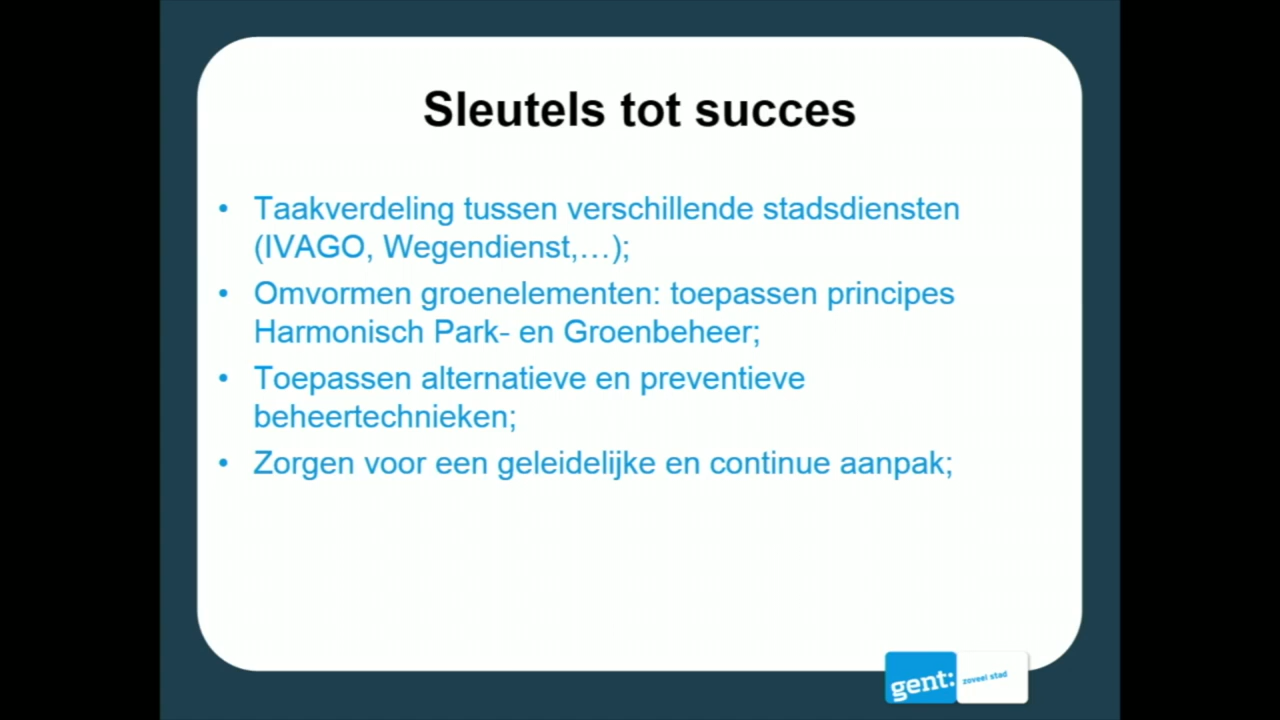 Sleutels tot succes
• Taakverdeling tussen verschillende stadsdiensten
(IVAGO, Wegendienst,…);
• Omvormen groenelementen: toepassen principes
Harmonisch Park- en Groenbeheer;
• Toepassen alternatieve en preventieve
beheertechnieken;
• Zorgen voor een geleidelijke en continue aanpak;
gent: zoveel stad